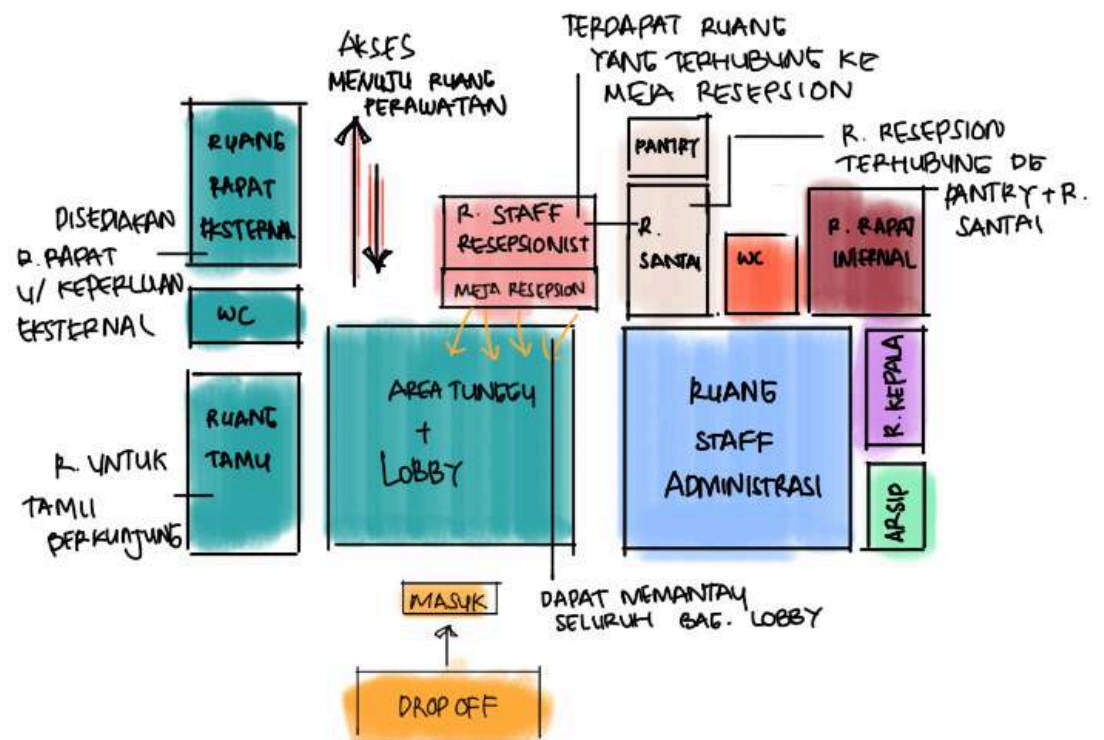 AKSES
MENUJU RUANG
PERAWATAN
TERDAPAT RUANG
YANG TERHUBUNG KE
MEJA RESEPSION
R. RESEPSION
TERHUBUNG DE
PANTRY + R.
SANTAI
RUANG
RAPAT
EKSTERNAL
DISEDIAKAN
R. RAPAT
U/ KEPERLUAN
EKSTERNAL
WC
R. STAFF
RESEPSIONIST
MEJA RESEPSION
PANTRY
R.
SANTAI
WC
R. RAPAT
INTERNAL
RUANG
TAMU
R. UNTUK
TAMU
BERKUNJUNG
AREA TUNGGU
+
LOBBY
RUANG
STAFF
ADMINISTRASI
R. KEPALA
ARSIP
MASUK
DAPAT MEMANTAU
SELURUH BAG. LOBBY
DROP OFF